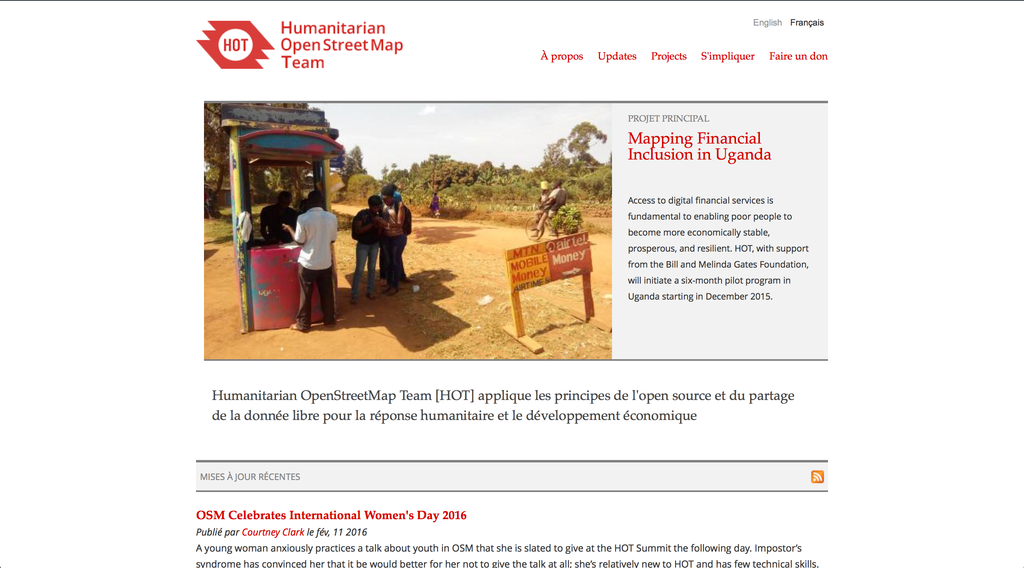 HOT
Humanitarian
OpenStreetMap
Team
English Français
À propos Updates Projects S'impliquer Faire un don
PROJET PRINCIPAL
Mapping Financial
Inclusion in Uganda
Access to digital financial services is
fundamental to enabling poor people to
become more economically stable,
prosperous, and resilient. HOT, with support
from the Bill and Melinda Gates Foundation,
will initiate a six-month pilot program in
Uganda starting in December 2015.
MTN
MOBILE
Money
AIRTIME
airtel
Money
Humanitarian OpenStreetMap Team [HOT] applique les principes de l'open source et du partage
de la donnée libre pour la réponse humanitaire et le développement économique
MISES À JOUR RÉCENTES
OSM Celebrates International Women's Day 2016
Publié par Courtney Clark le fév, 11 2016
A young woman anxiously practices a talk about youth in OSM that she is slated to give at the HOT Summit the following day. Impostor's
syndrome has convinced her that it be would better for her not to give the talk at all; she's relatively new to HOT and has few technical skills.